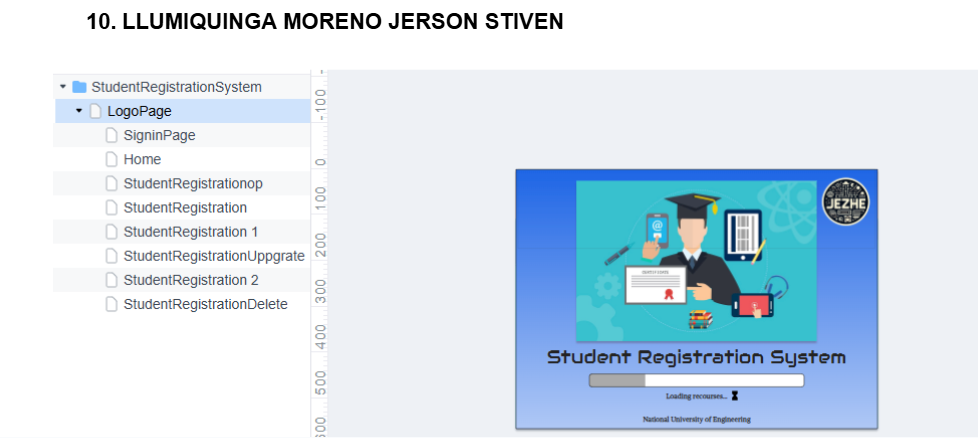 10. LLUMIQUINGA MORENO JERSON STIVEN
StudentRegistrationSystem
LogoPage
SigninPage
Home
StudentRegistrationop
StudentRegistration
StudentRegistration 1
StudentRegistrationUppgrate
StudentRegistration 2
StudentRegistrationDelete
-100
0
100
200
300
400
500
JEZHE
@
Student Registration System
Loading recourses...
National University of Engineering